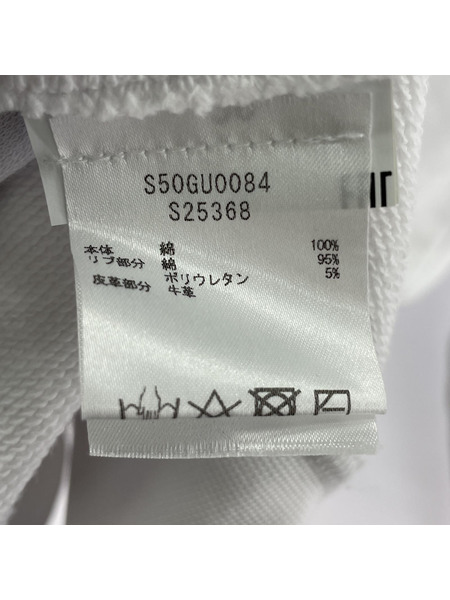 S50GU0084
S25368
本体 綿 100%
リブ部分 綿 95%
ポリウレタン 5%
皮革部分 牛革